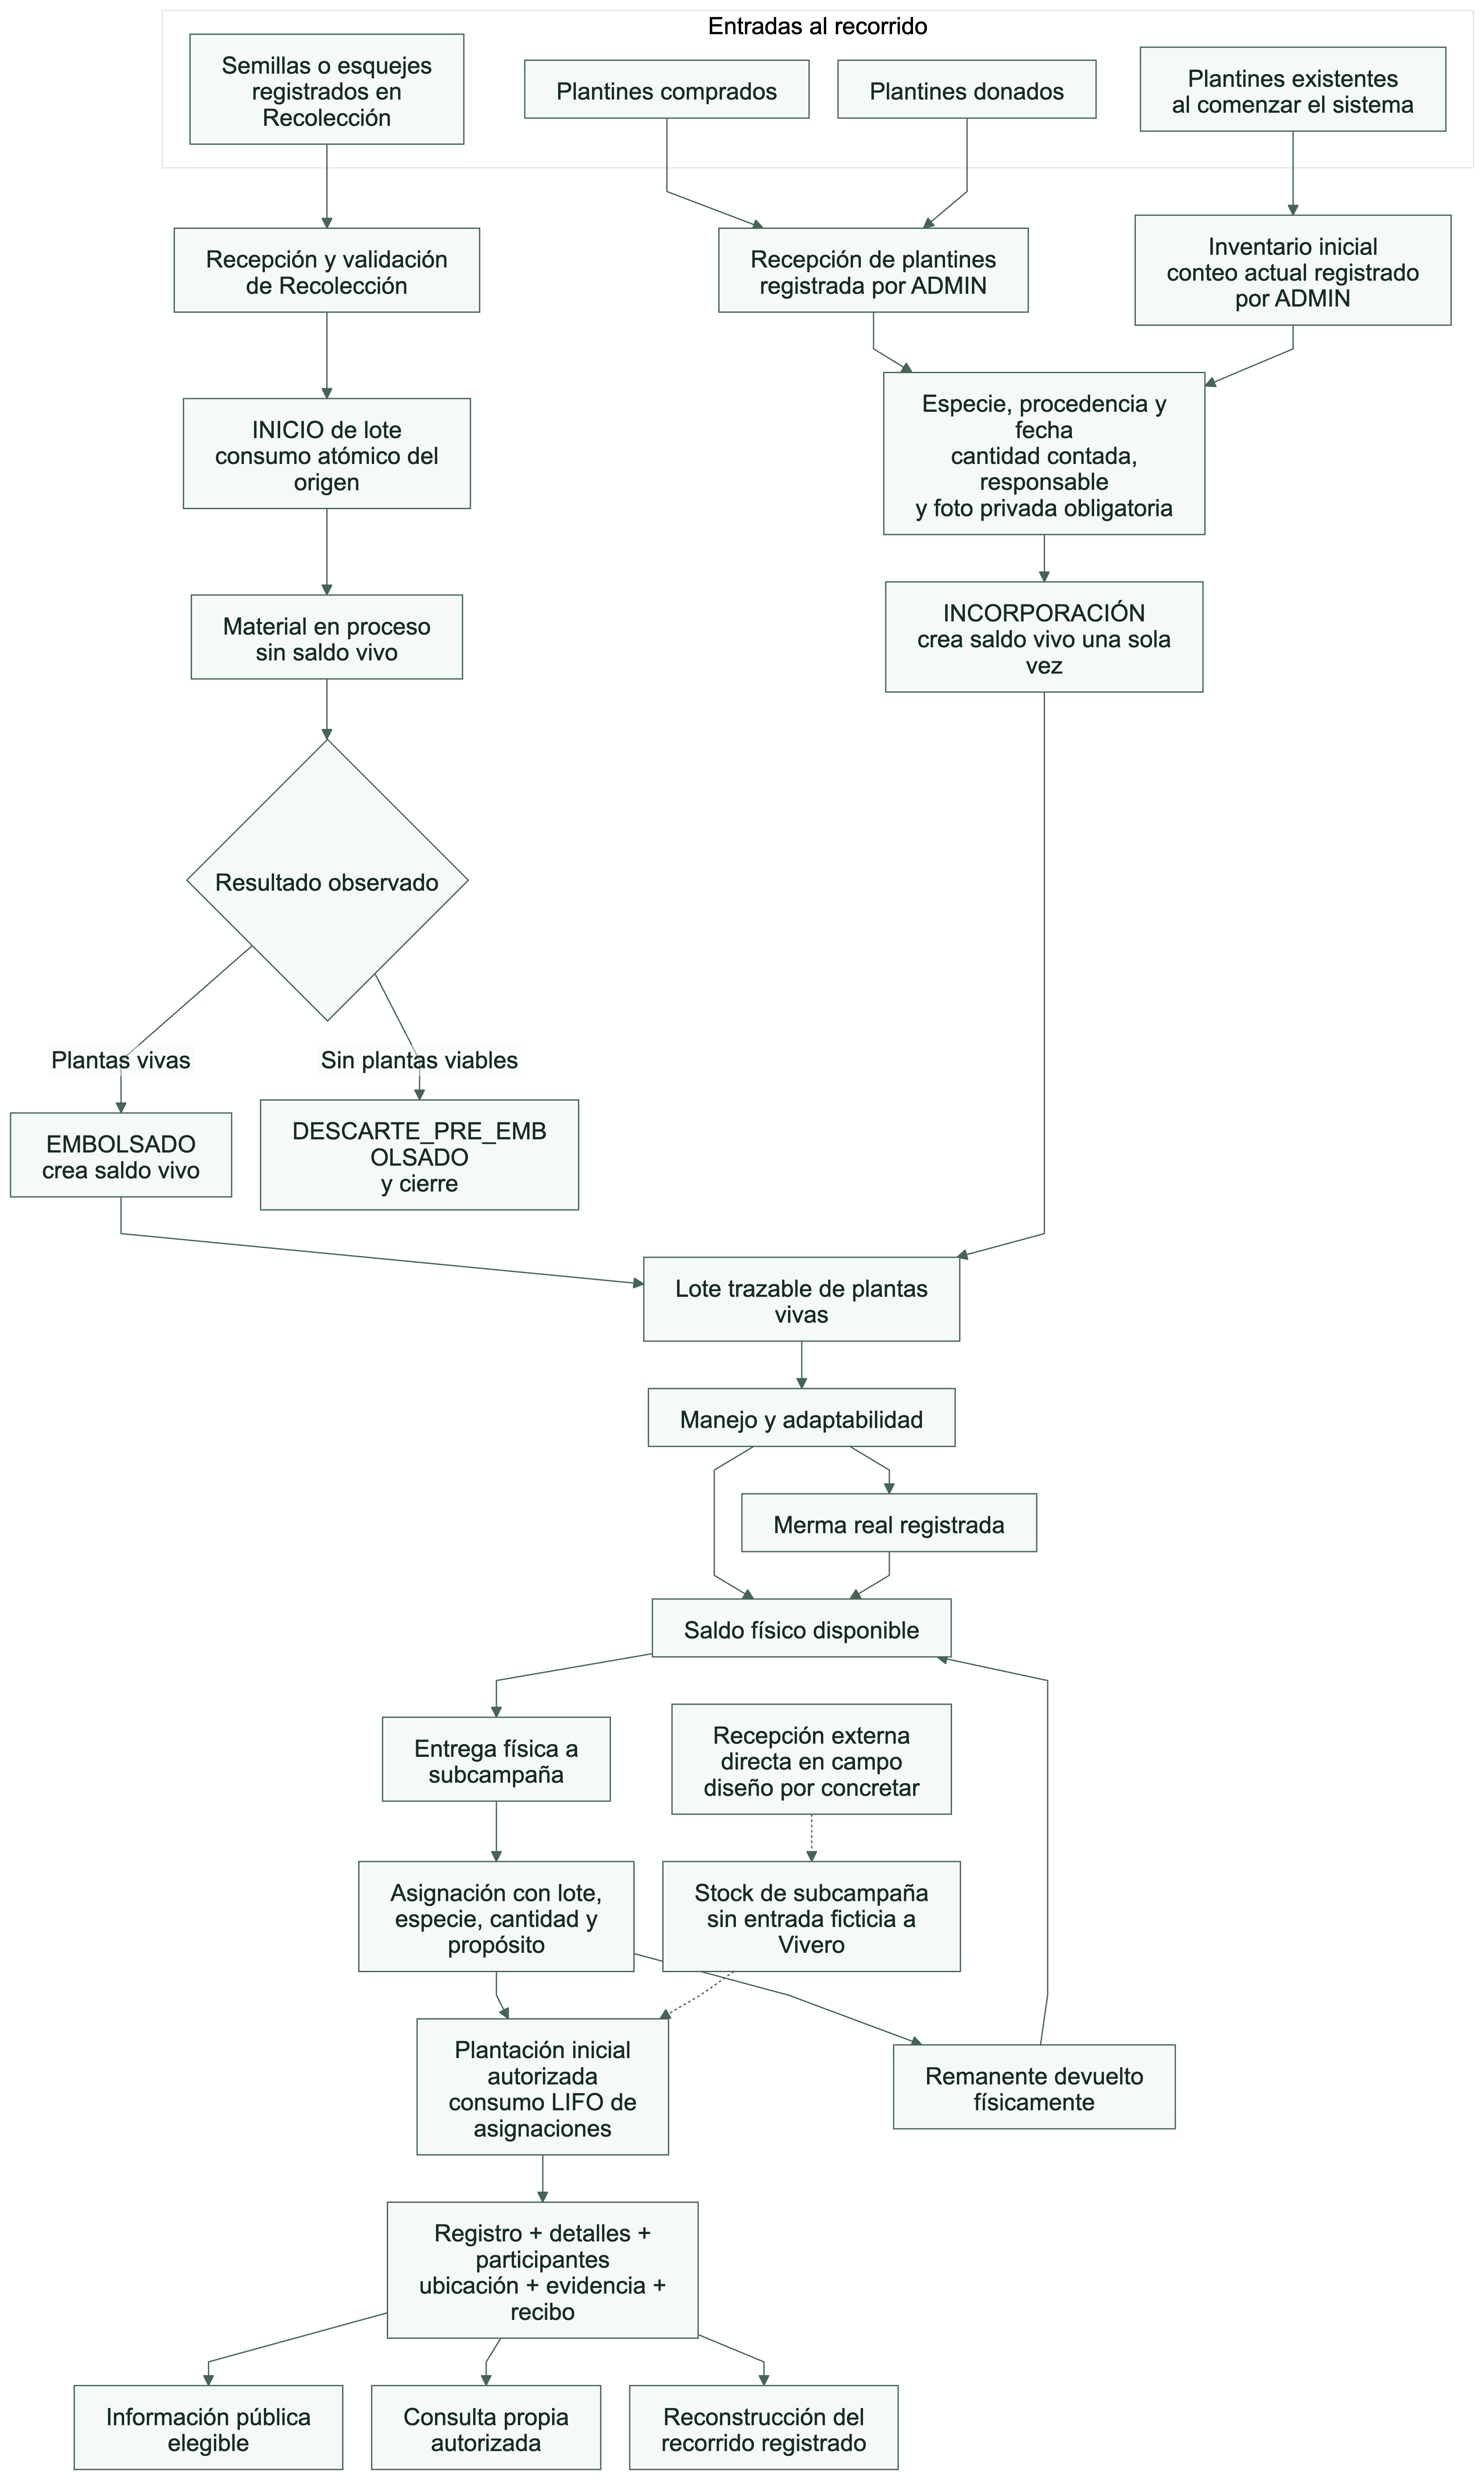 Entradas al recorrido
Semillas o esquejes
registrados en
Recolección
Plantines comprados
Plantines donados
Plantines existentes
al comenzar el sistema
Recepción y validación
de Recolección
Recepción de plantines
registrada por ADMIN
Inventario inicial
conteo actual registrado
por ADMIN
INICIO de lote
consumo atómico del
origen
Especie, procedencia y
fecha
cantidad contada,
responsable
y foto privada obligatoria
Material en proceso
sin saldo vivo
INCORPORACIÓN
crea saldo vivo una sola
vez
Resultado observado
Plantas vivas
Sin plantas viables
EMBOLSADO
crea saldo vivo
DESCARTE_PRE_EMB
OLSADO
y cierre
Lote trazable de plantas
vivas
Manejo y adaptabilidad
Merma real registrada
Saldo físico disponible
Entrega física a
subcampaña
Recepción externa
directa en campo
diseño por concretar
Asignación con lote,
especie, cantidad y
propósito
Stock de subcampaña
sin entrada ficticia a
Vivero
Plantación inicial
autorizada
consumo LIFO de
asignaciones
Remanente devuelto
físicamente
Registro + detalles +
participantes
ubicación + evidencia +
recibo
Información pública
elegible
Consulta propia
autorizada
Reconstrucción del
recorrido registrado